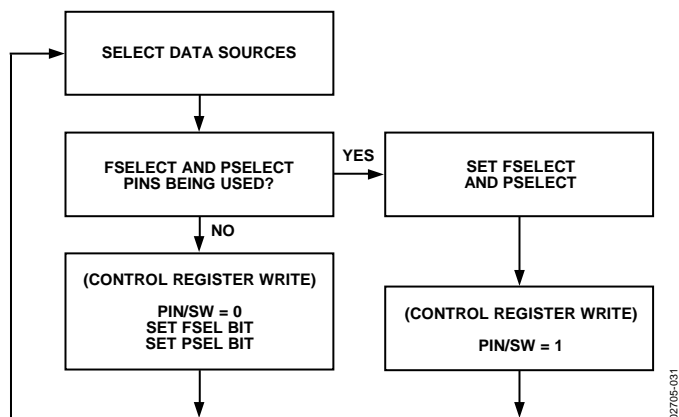 SELECT DATA SOURCES
FSELECT AND PSELECT
PINS BEING USED?
YES
SET FSELECT
AND PSELECT
NO
(CONTROL REGISTER WRITE)
PIN/SW = 0
SET FSEL BIT
SET PSEL BIT
(CONTROL REGISTER WRITE)
PIN/SW = 1
02705-031